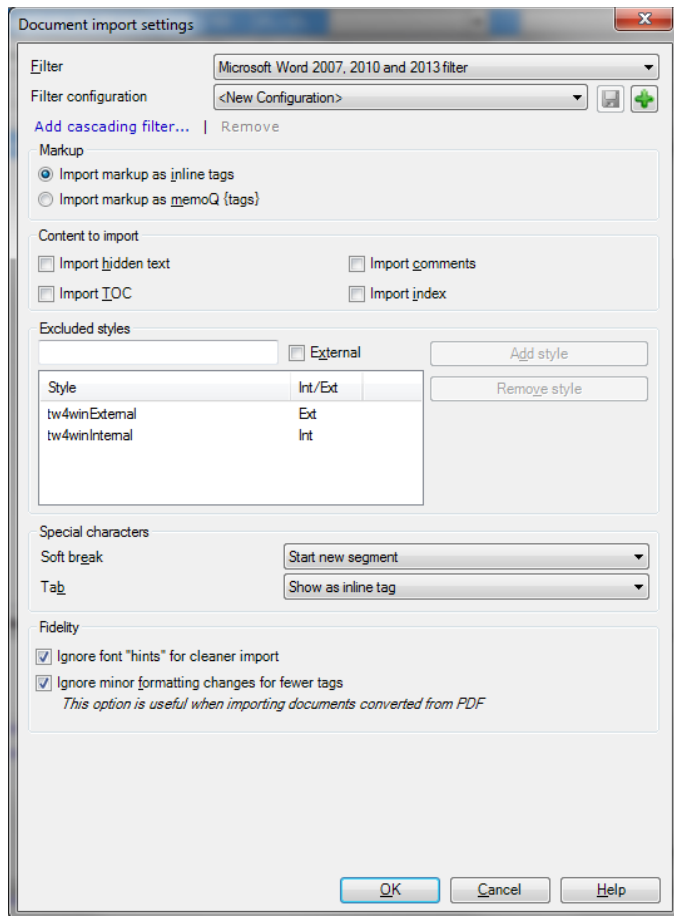 Document import settings
Filter Microsoft Word 2007, 2010 and 2013 filter
Filter configuration <New Configuration>
Add cascading filter... | Remove
Markup
Import markup as inline tags
Import markup as memoQ {tags}
Content to import
Import hidden text Import comments
Import TOC Import index
Excluded styles
External Add style
Style Int/Ext Remove style
tw4winExternal Ext
tw4winInternal Int
Special characters
Soft break Start new segment
Tab Show as inline tag
Fidelity
Ignore font "hints" for cleaner import
Ignore minor formatting changes for fewer tags
This option is useful when importing documents converted from PDF
OK Cancel Help